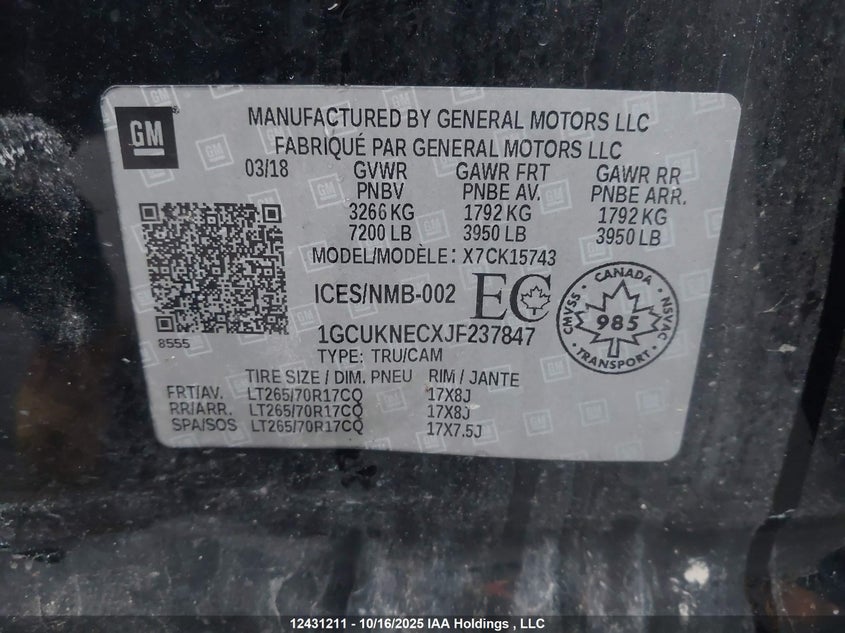 GM
MANUFACTURED BY GENERAL MOTORS LLC
FABRIQUÉ PAR GENERAL MOTORS LLC
03/18 GVWR GAWR FRT GAWR RR
PNBV PNBE AV. PNBE ARR.
3266 KG 1792 KG 1792 KG
7200 LB 3950 LB 3950 LB
MODEL/MODÈLE : X7CK15743
ICES/NMB-002 EC
8555
1GCUKNECXJF237847
TYPE: TRU/CAM
CANADA
CMVSS 985 NSVAC
TRANSPORT
TIRE SIZE / DIM. PNEU RIM / JANTE
FRT/AV. LT265/70R17CQ 17X8J
RR/ARR. LT265/70R17CQ 17X8J
SPA/SOS LT265/70R17CQ 17X7.5J
12431211 - 10/16/2025 IAA Holdings , LLC